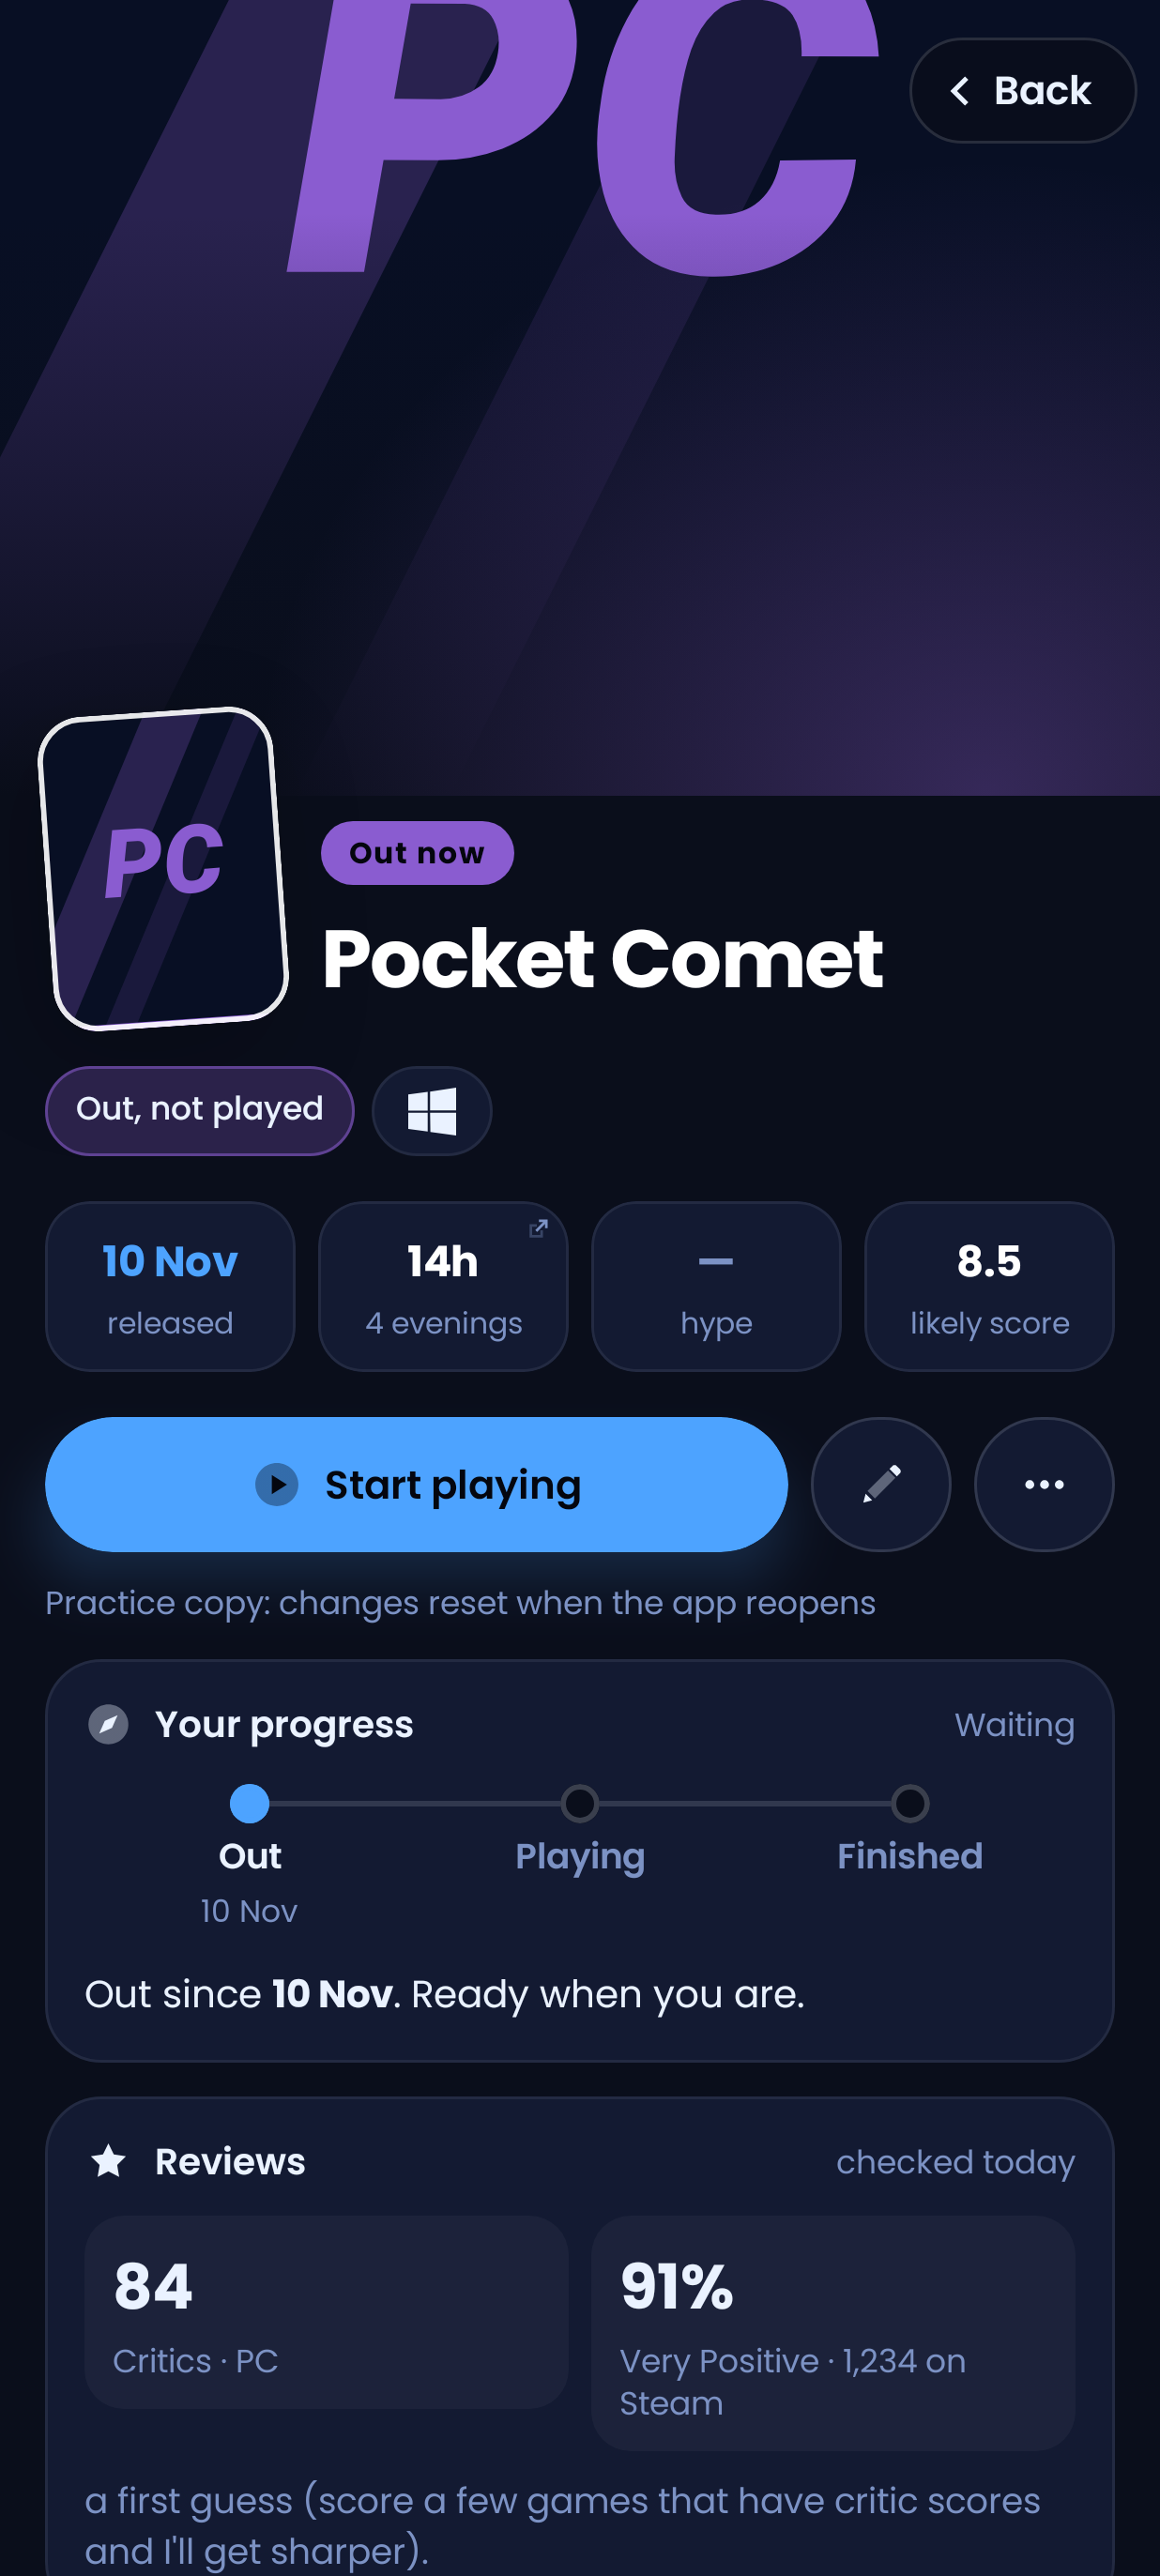 PC
Back
PC
Out now
Pocket Comet
Out, not played
10 Nov
released
14h
4 evenings
—
hype
8.5
likely score
Start playing
Practice copy: changes reset when the app reopens
Your progress
Waiting
Out
Playing
Finished
10 Nov
Out since 10 Nov. Ready when you are.
Reviews
checked today
84
Critics · PC
91%
Very Positive · 1,234 on
Steam
a first guess (score a few games that have critic scores
and I'll get sharper).